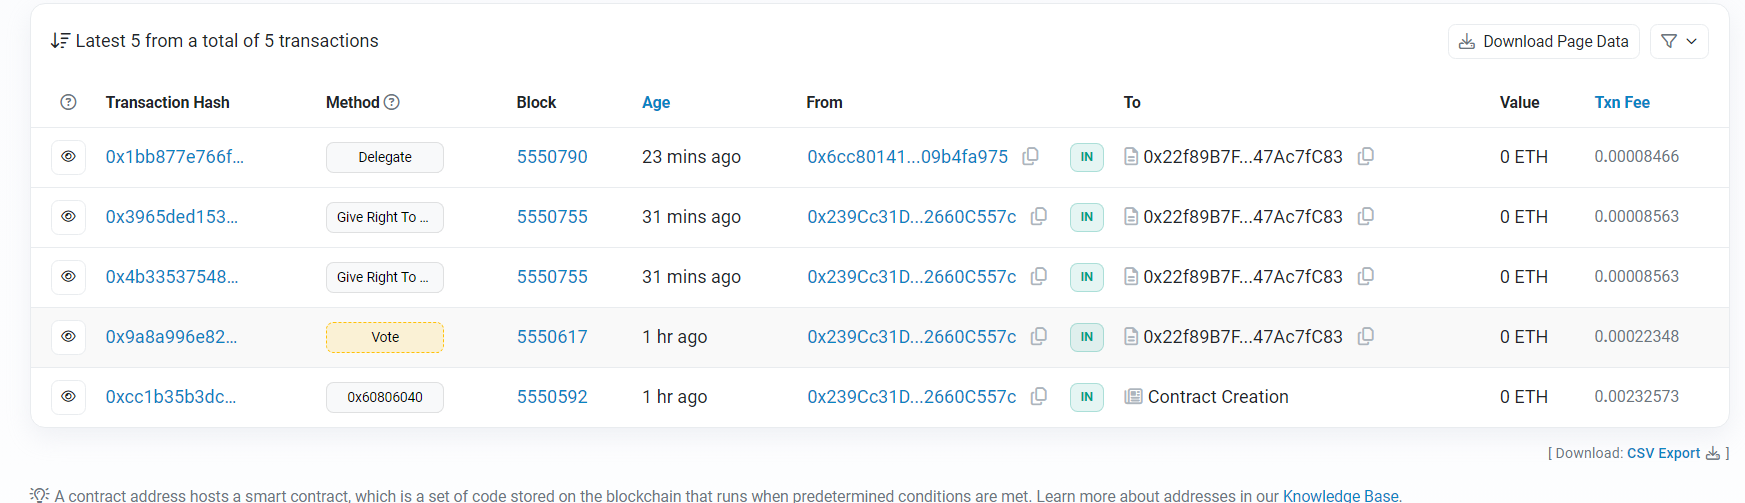 Latest 5 from a total of 5 transactions
Download Page Data
Transaction Hash Method Block Age From To Value Txn Fee
0x1bb877e766f... Delegate 5550790 23 mins ago 0x6cc80141...09b4fa975 IN 0x22f89B7F...47Ac7fC83 0 ETH 0.00008466
0x3965ded153... Give Right To ... 5550755 31 mins ago 0x239Cc31D...2660C557c IN 0x22f89B7F...47Ac7fC83 0 ETH 0.00008563
0x4b33537548... Give Right To ... 5550755 31 mins ago 0x239Cc31D...2660C557c IN 0x22f89B7F...47Ac7fC83 0 ETH 0.00008563
0x9a8a996e82... Vote 5550617 1 hr ago 0x239Cc31D...2660C557c IN 0x22f89B7F...47Ac7fC83 0 ETH 0.00022348
0xcc1b35b3dc... 0x60806040 5550592 1 hr ago 0x239Cc31D...2660C557c IN Contract Creation 0 ETH 0.00232573
[ Download: CSV Export ]
A contract address hosts a smart contract, which is a set of code stored on the blockchain that runs when predetermined conditions are met. Learn more about addresses in our Knowledge Base.